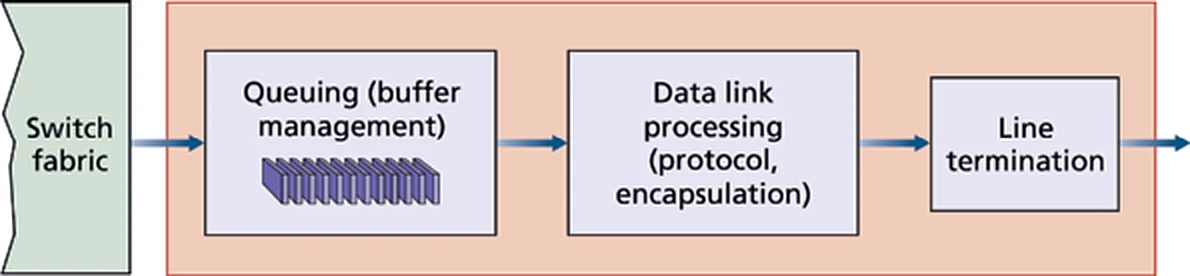 Switch
fabric
Queuing (buffer
management)
Data link
processing
(protocol,
encapsulation)
Line
termination